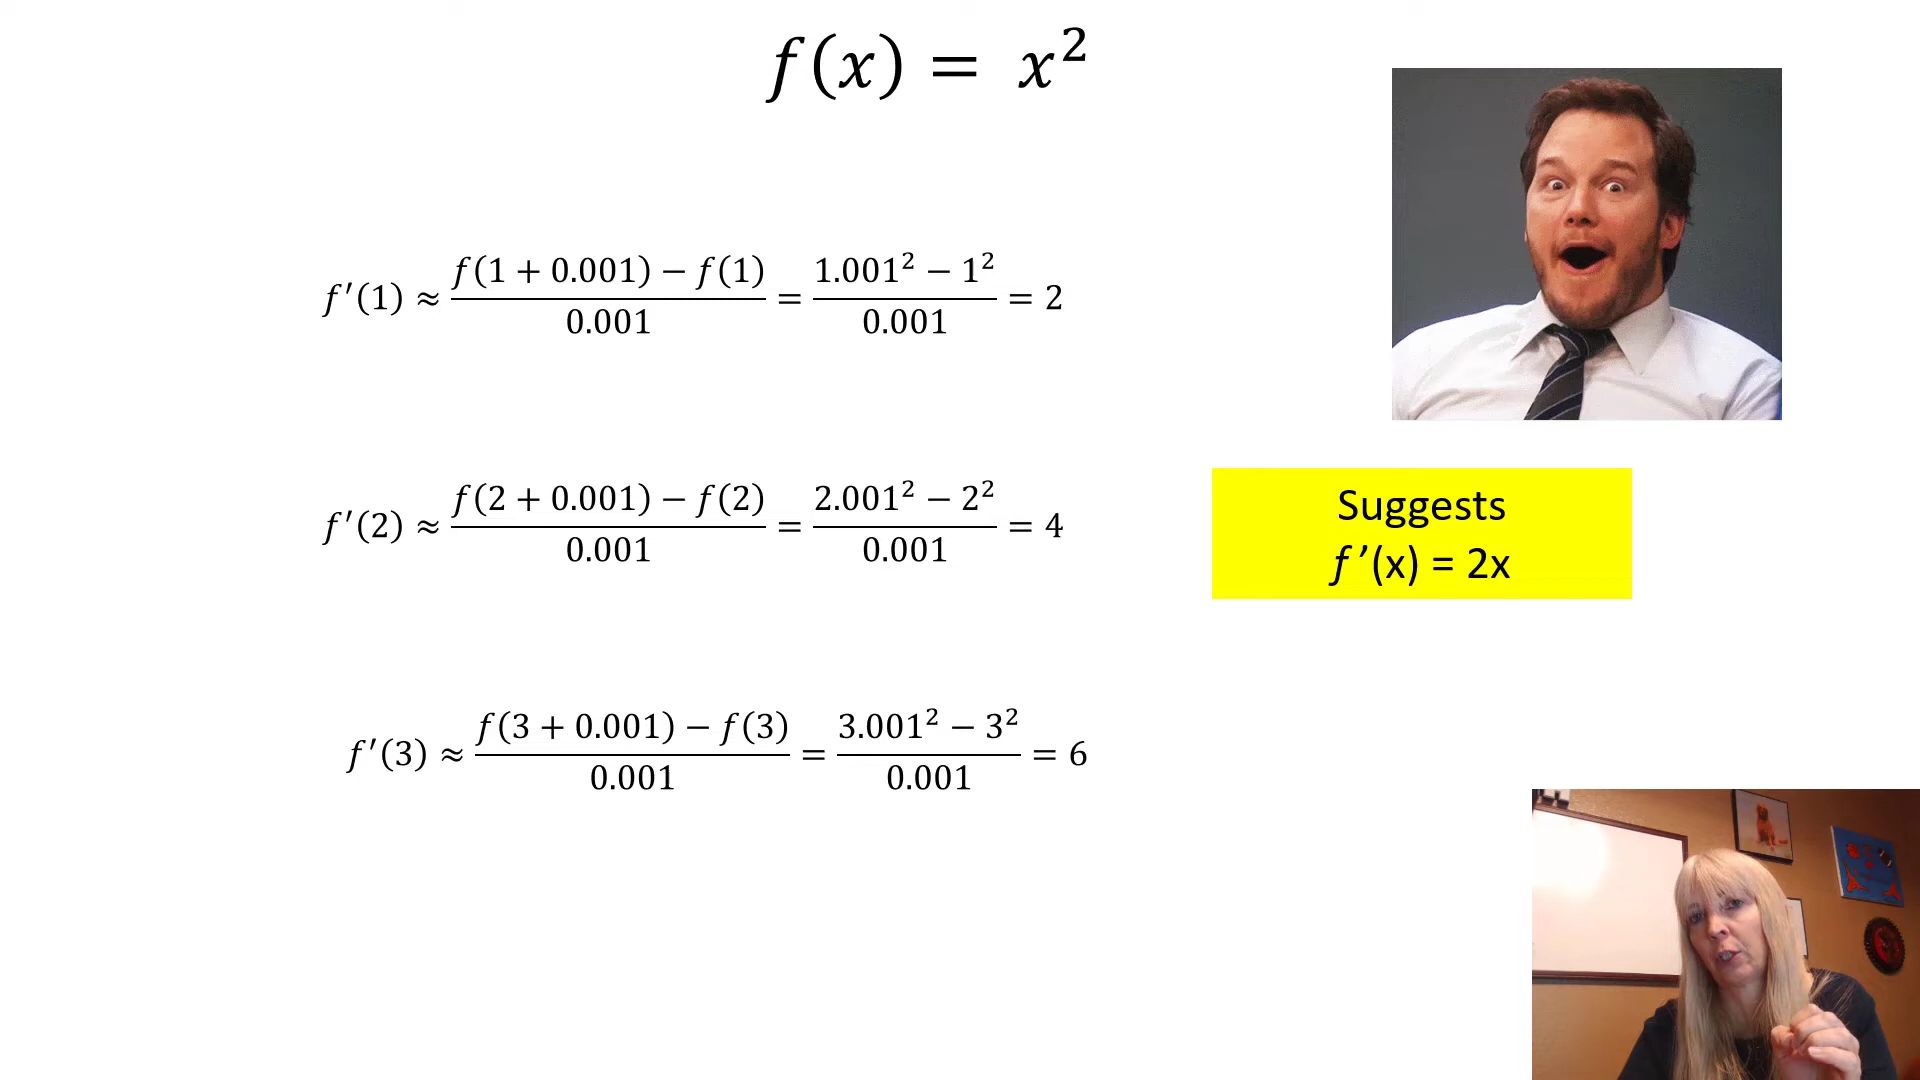 f(x) = x²
f′(1) ≈ f(1 + 0.001) − f(1) / 0.001 = 1.001² − 1² / 0.001 = 2
f′(2) ≈ f(2 + 0.001) − f(2) / 0.001 = 2.001² − 2² / 0.001 = 4
Suggests
f ’(x) = 2x
f′(3) ≈ f(3 + 0.001) − f(3) / 0.001 = 3.001² − 3² / 0.001 = 6